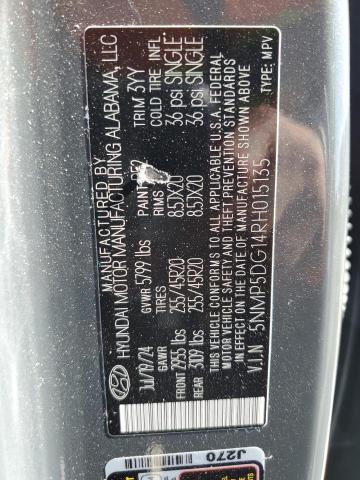 MANUFACTURED BY
HYUNDAI MOTOR MANUFACTURING ALABAMA, LLC
Jul/19/24 GVWR 5799 lbs PAINT TRIM 3YY
GAWR TIRES RIMS COLD TIRE INFL
FRONT 2955 lbs 255/45R20 8.5JX20 36 psi SINGLE
REAR 3109 lbs 255/45R20 8.5JX20 36 psi SINGLE
THIS VEHICLE CONFORMS TO ALL APPLICABLE U.S.A. FEDERAL
MOTOR VEHICLE SAFETY AND THEFT PREVENTION STANDARDS
IN EFFECT ON THE DATE OF MANUFACTURE SHOWN ABOVE.
V.I.N 5NMP5DG14RH015135 TYPE: MPV
J270